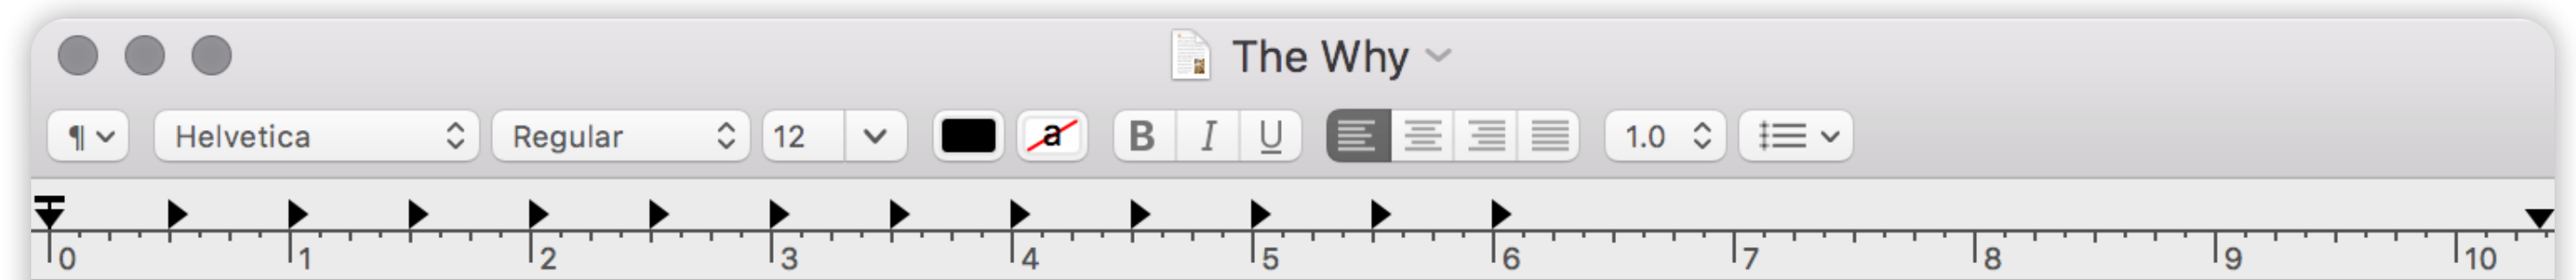 The Why
¶ Helvetica Regular 12 a B I U 1.0
0 1 2 3 4 5 6 7 8 9 10